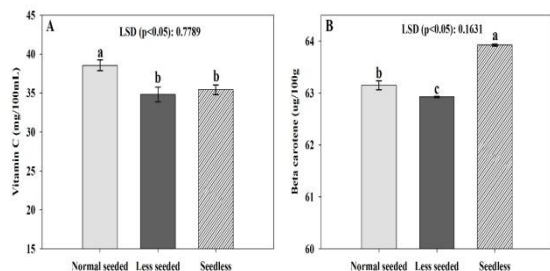 A
LSD (p<0.05): 0.7789
a
b
b
Vitamin C (mg/100mL)
45
40
35
30
25
20
15
Normal seeded Less seeded Seedless
B
LSD (p<0.05): 0.1631
b
c
a
Beta carotene (ug/100g
64
63
62
61
60
Normal seeded Less seeded Seedless